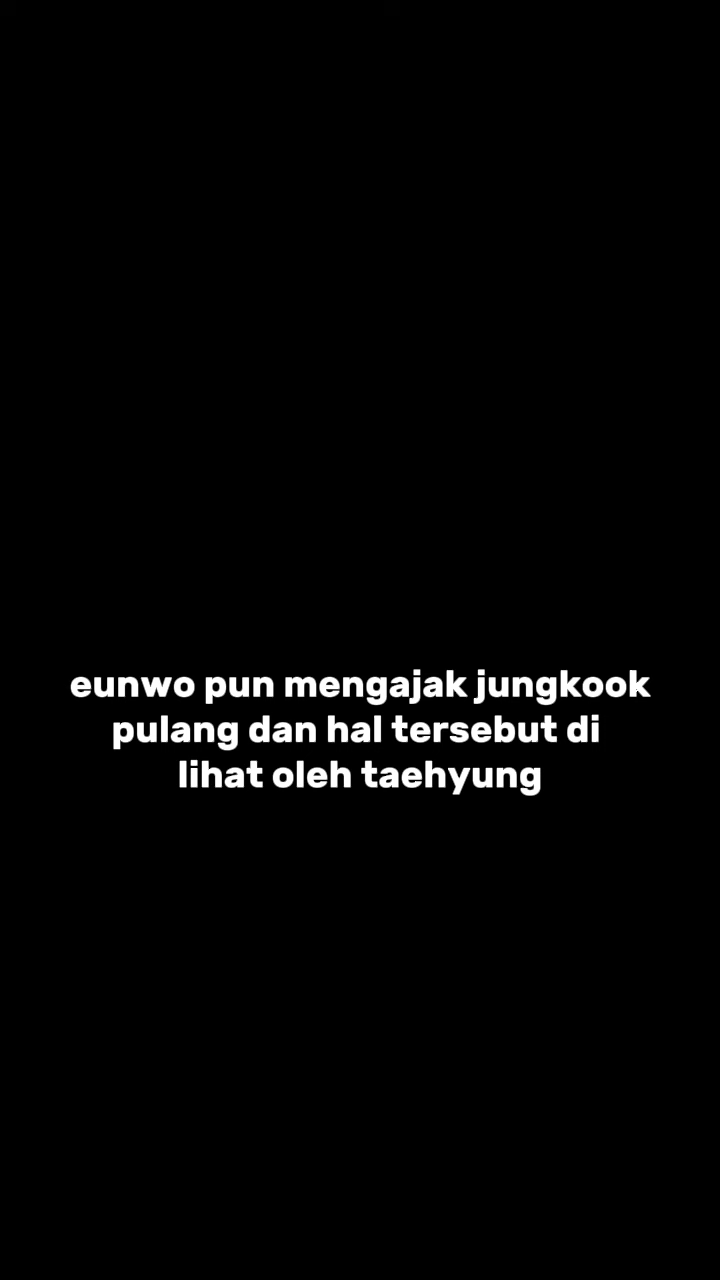 eunwo pun mengajak jungkook
pulang dan hal tersebut di
lihat oleh taehyung